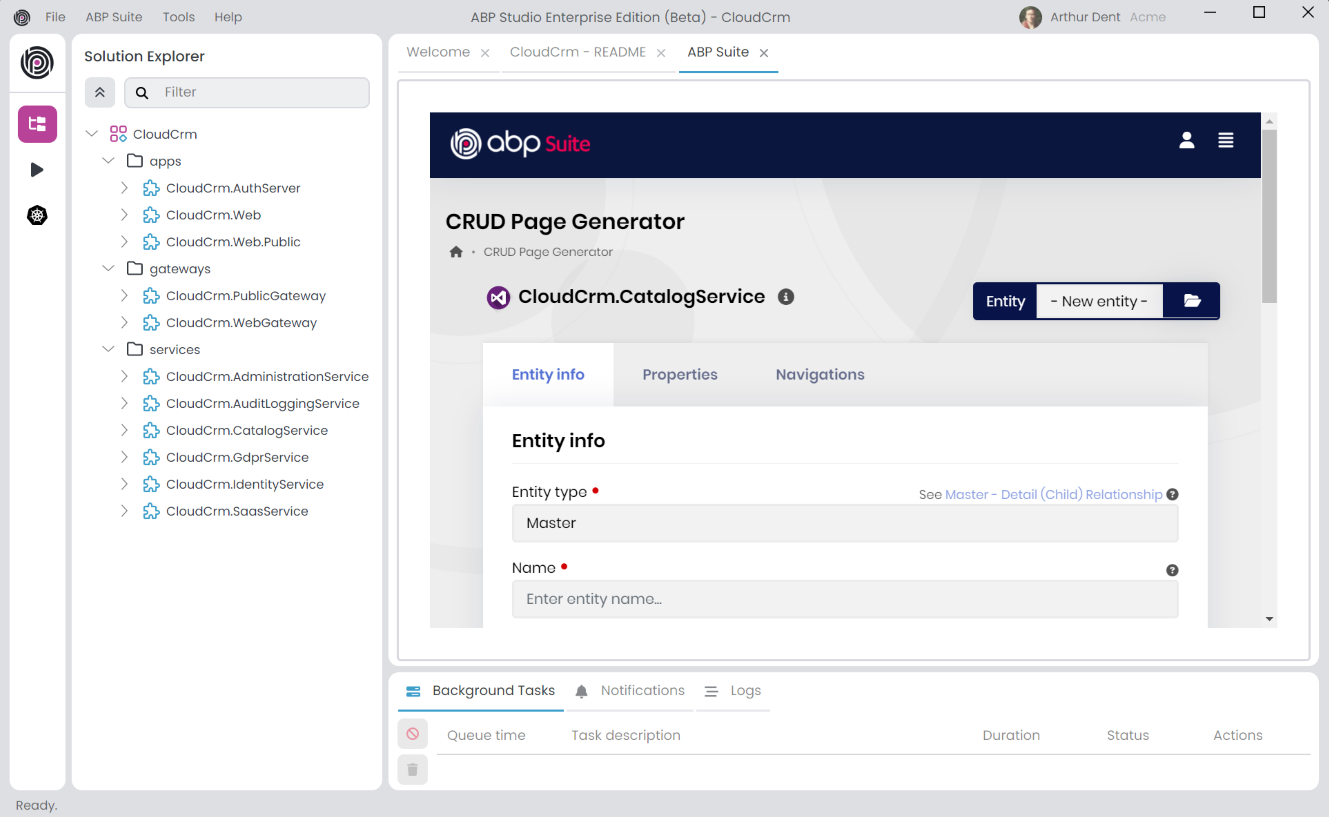 File ABP Suite Tools Help
ABP Studio Enterprise Edition (Beta) - CloudCrm
Arthur Dent Acme
Solution Explorer
Filter
CloudCrm
apps
CloudCrm.AuthServer
CloudCrm.Web
CloudCrm.Web.Public
gateways
CloudCrm.PublicGateway
CloudCrm.WebGateway
services
CloudCrm.AdministrationService
CloudCrm.AuditLoggingService
CloudCrm.CatalogService
CloudCrm.GdprService
CloudCrm.IdentityService
CloudCrm.SaasService
Welcome CloudCrm - README ABP Suite
abp Suite
CRUD Page Generator
CRUD Page Generator
CloudCrm.CatalogService
Entity - New entity -
Entity info Properties Navigations
Entity info
Entity type
See Master - Detail (Child) Relationship
Master
Name
Enter entity name...
Background Tasks Notifications Logs
Queue time Task description Duration Status Actions
Ready.